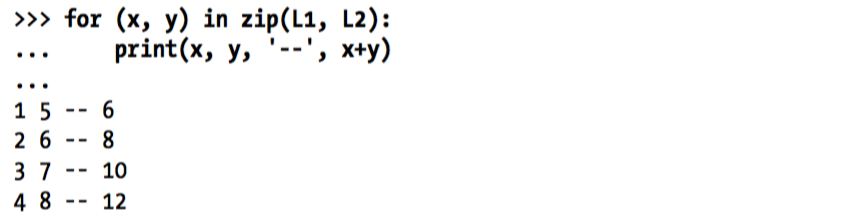 >>> for (x, y) in zip(L1, L2):
...     print(x, y, '--', x+y)
...
1 5 -- 6
2 6 -- 8
3 7 -- 10
4 8 -- 12